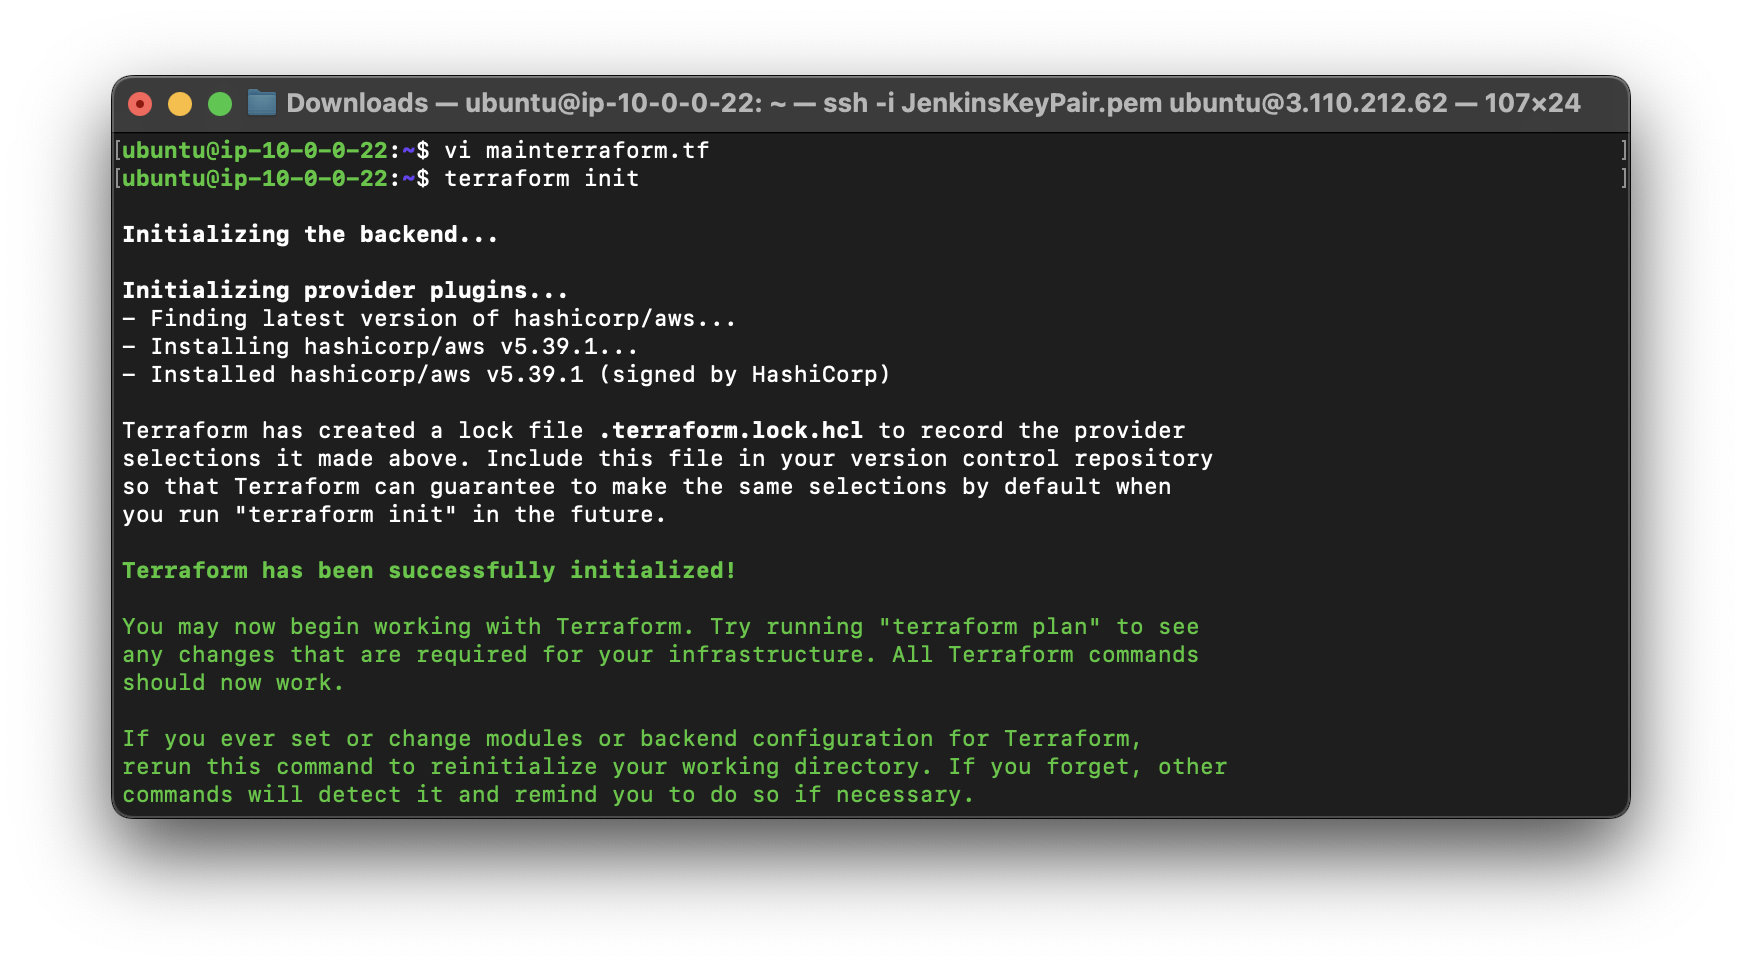 Downloads — ubuntu@ip-10-0-0-22: ~ — ssh -i JenkinsKeyPair.pem ubuntu@3.110.212.62 — 107×24
[ubuntu@ip-10-0-0-22:~$ vi mainterraform.tf ]
[ubuntu@ip-10-0-0-22:~$ terraform init ]
Initializing the backend...
Initializing provider plugins...
- Finding latest version of hashicorp/aws...
- Installing hashicorp/aws v5.39.1...
- Installed hashicorp/aws v5.39.1 (signed by HashiCorp)
Terraform has created a lock file .terraform.lock.hcl to record the provider
selections it made above. Include this file in your version control repository
so that Terraform can guarantee to make the same selections by default when
you run "terraform init" in the future.
Terraform has been successfully initialized!
You may now begin working with Terraform. Try running "terraform plan" to see
any changes that are required for your infrastructure. All Terraform commands
should now work.
If you ever set or change modules or backend configuration for Terraform,
rerun this command to reinitialize your working directory. If you forget, other
commands will detect it and remind you to do so if necessary.